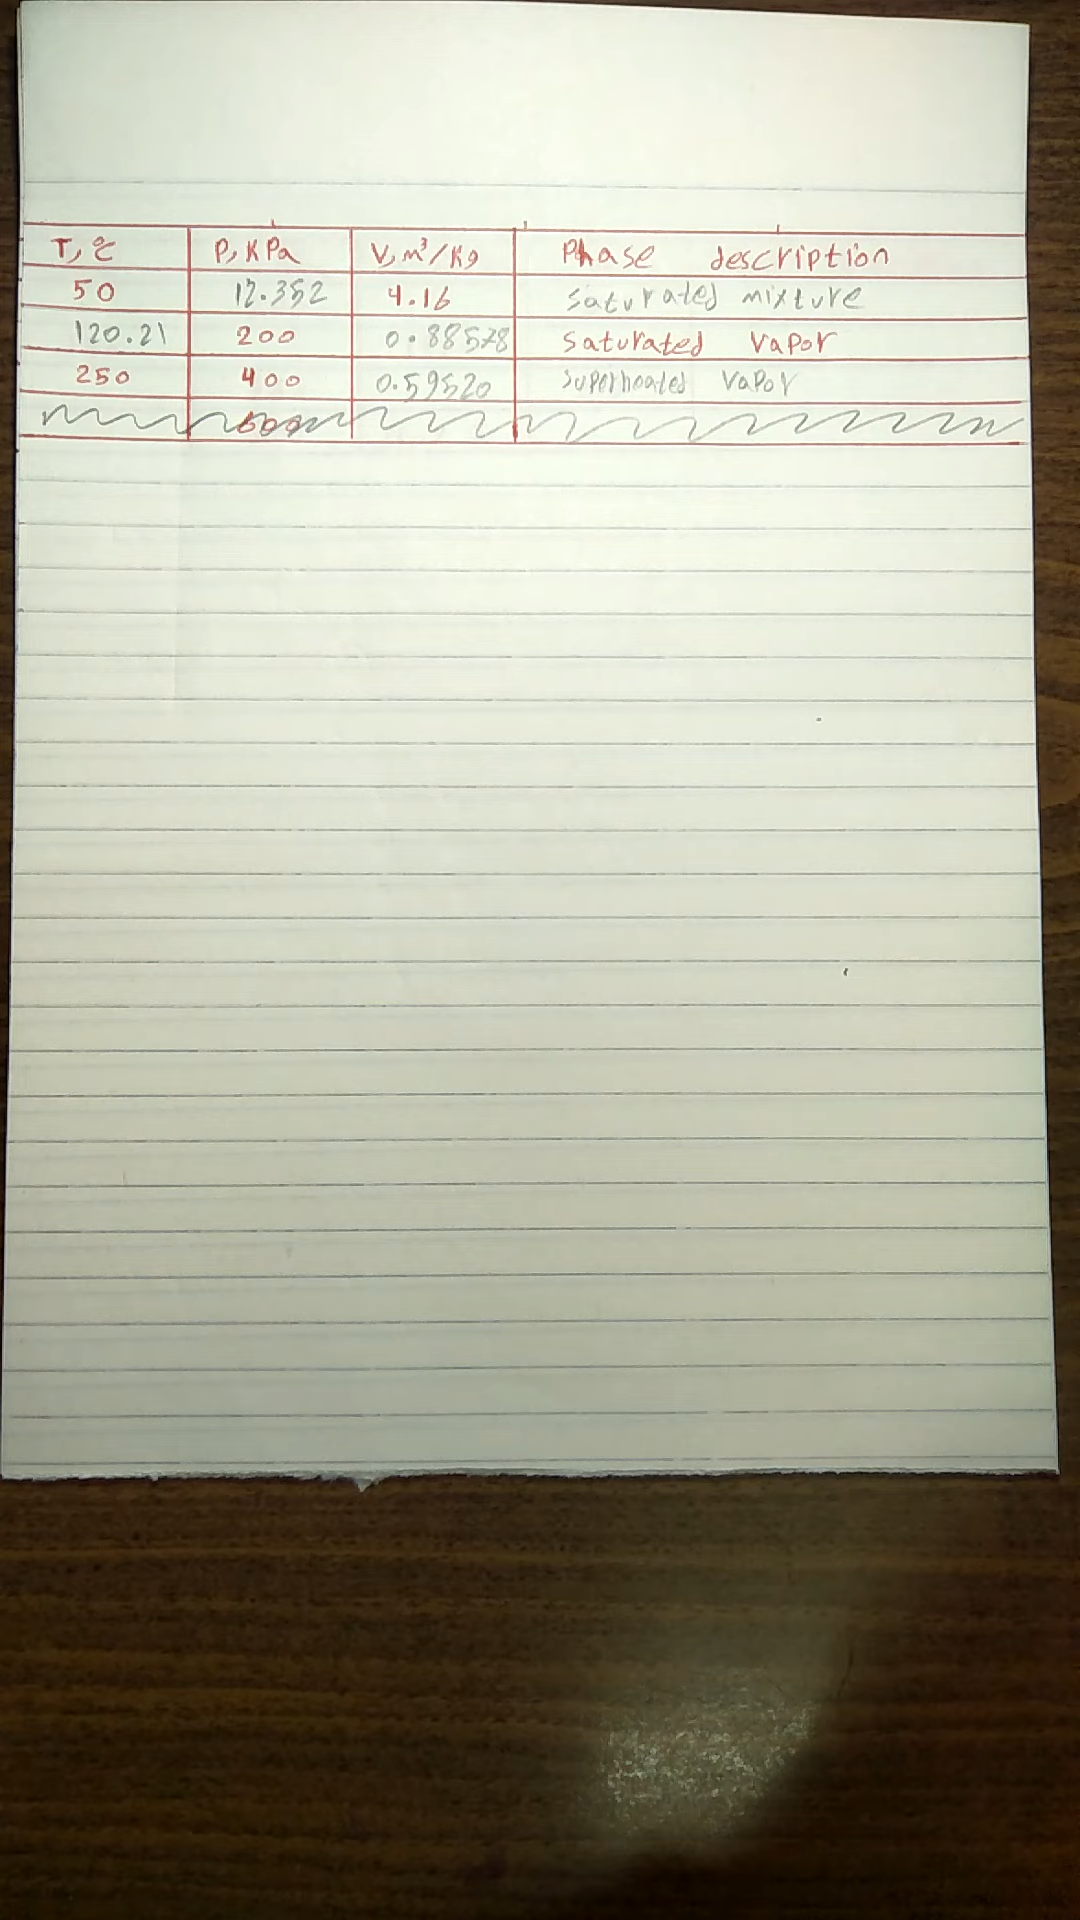 T, °C P, KPa V, m³/Kg Phase description
50 12.352 4.16 saturated mixture
120.21 200 0.88578 saturated vapor
250 400 0.59520 superheated vapor
600